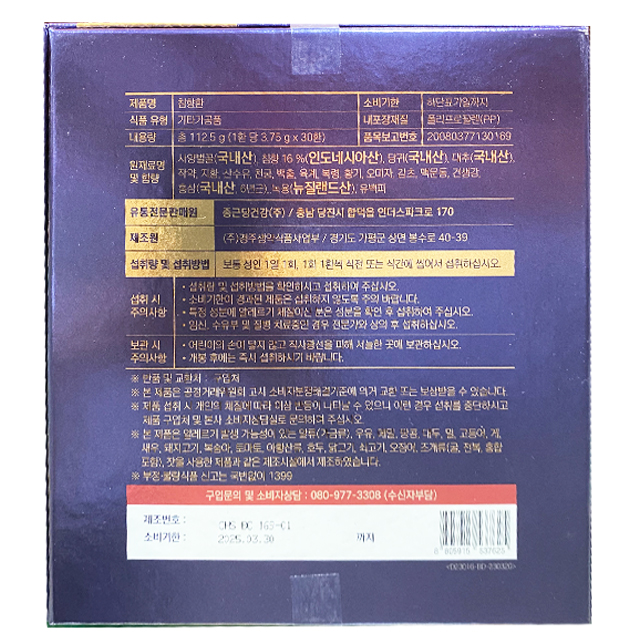 제품명 침향환 소비기한 하단표기일까지
식품 유형 기타가공품 내포장재질 폴리프로필렌(PP)
내용량 총 112.5 g (1환 당 3.75 g x 30환) 품목보고번호 20080377130169
원재료명 및 함량 사양벌꿀(국내산), 침향 16 %(인도네시아산), 당귀(국내산), 대추(국내산),
작약, 지황, 산수유, 천궁, 백출, 육계, 복령, 황기, 오미자, 감초, 맥문동, 건생강,
홍삼(국내산, 6년근), 녹용(뉴질랜드산), 유백피
유통전문판매원 종근당건강(주) / 충남 당진시 합덕읍 인더스파크로 170
제조원 (주)경주생약식품사업부 / 경기도 가평군 상면 봉수로 40-39
섭취량 및 섭취방법 보통 성인 1일 1회, 1회 1환씩 식전 또는 식간에 씹어서 섭취하십시오.
섭취 시 주의사항 • 섭취량 및 섭취방법을 확인하시고 섭취하여 주십시오.
• 소비기한이 경과된 제품은 섭취하지 않도록 주의 바랍니다.
• 특정 성분에 알레르기 체질이신 분은 성분을 확인 후 섭취하여 주십시오.
• 임신, 수유부 및 질병 치료중인 경우 전문가와 상의 후 섭취하십시오.
보관 시 주의사항 • 어린이의 손이 닿지 않고 직사광선을 피해 서늘한 곳에 보관하십시오.
• 개봉 후에는 즉시 섭취하시기 바랍니다.
※ 반품 및 교환처 : 구입처
※ 본 제품은 공정거래위원회 고시 소비자분쟁해결기준에 의거 교환 또는 보상받을 수 있습니다.
※ 제품 섭취 시 개인의 체질에 따라 이상 반응이 나타날 수 있으니 이런 경우 섭취를 중단하시고
제품 구입처 및 본사 소비자상담실로 문의하여 주십시오.
※ 본 제품은 알레르기 발생 가능성이 있는 알류(가금류), 우유, 메밀, 땅콩, 대두, 밀, 고등어, 게,
새우, 돼지고기, 복숭아, 토마토, 아황산류, 호두, 닭고기, 쇠고기, 오징어, 조개류(굴, 전복, 홍합
포함), 잣을 사용한 제품과 같은 제조시설에서 제조하였습니다.
※ 부정·불량식품 신고는 국번없이 1399
구입문의 및 소비자상담 : 080-977-3308 (수신자부담)
제조번호 :
소비기한 : 2025.03.30 까지
<D23016-BD-230320>